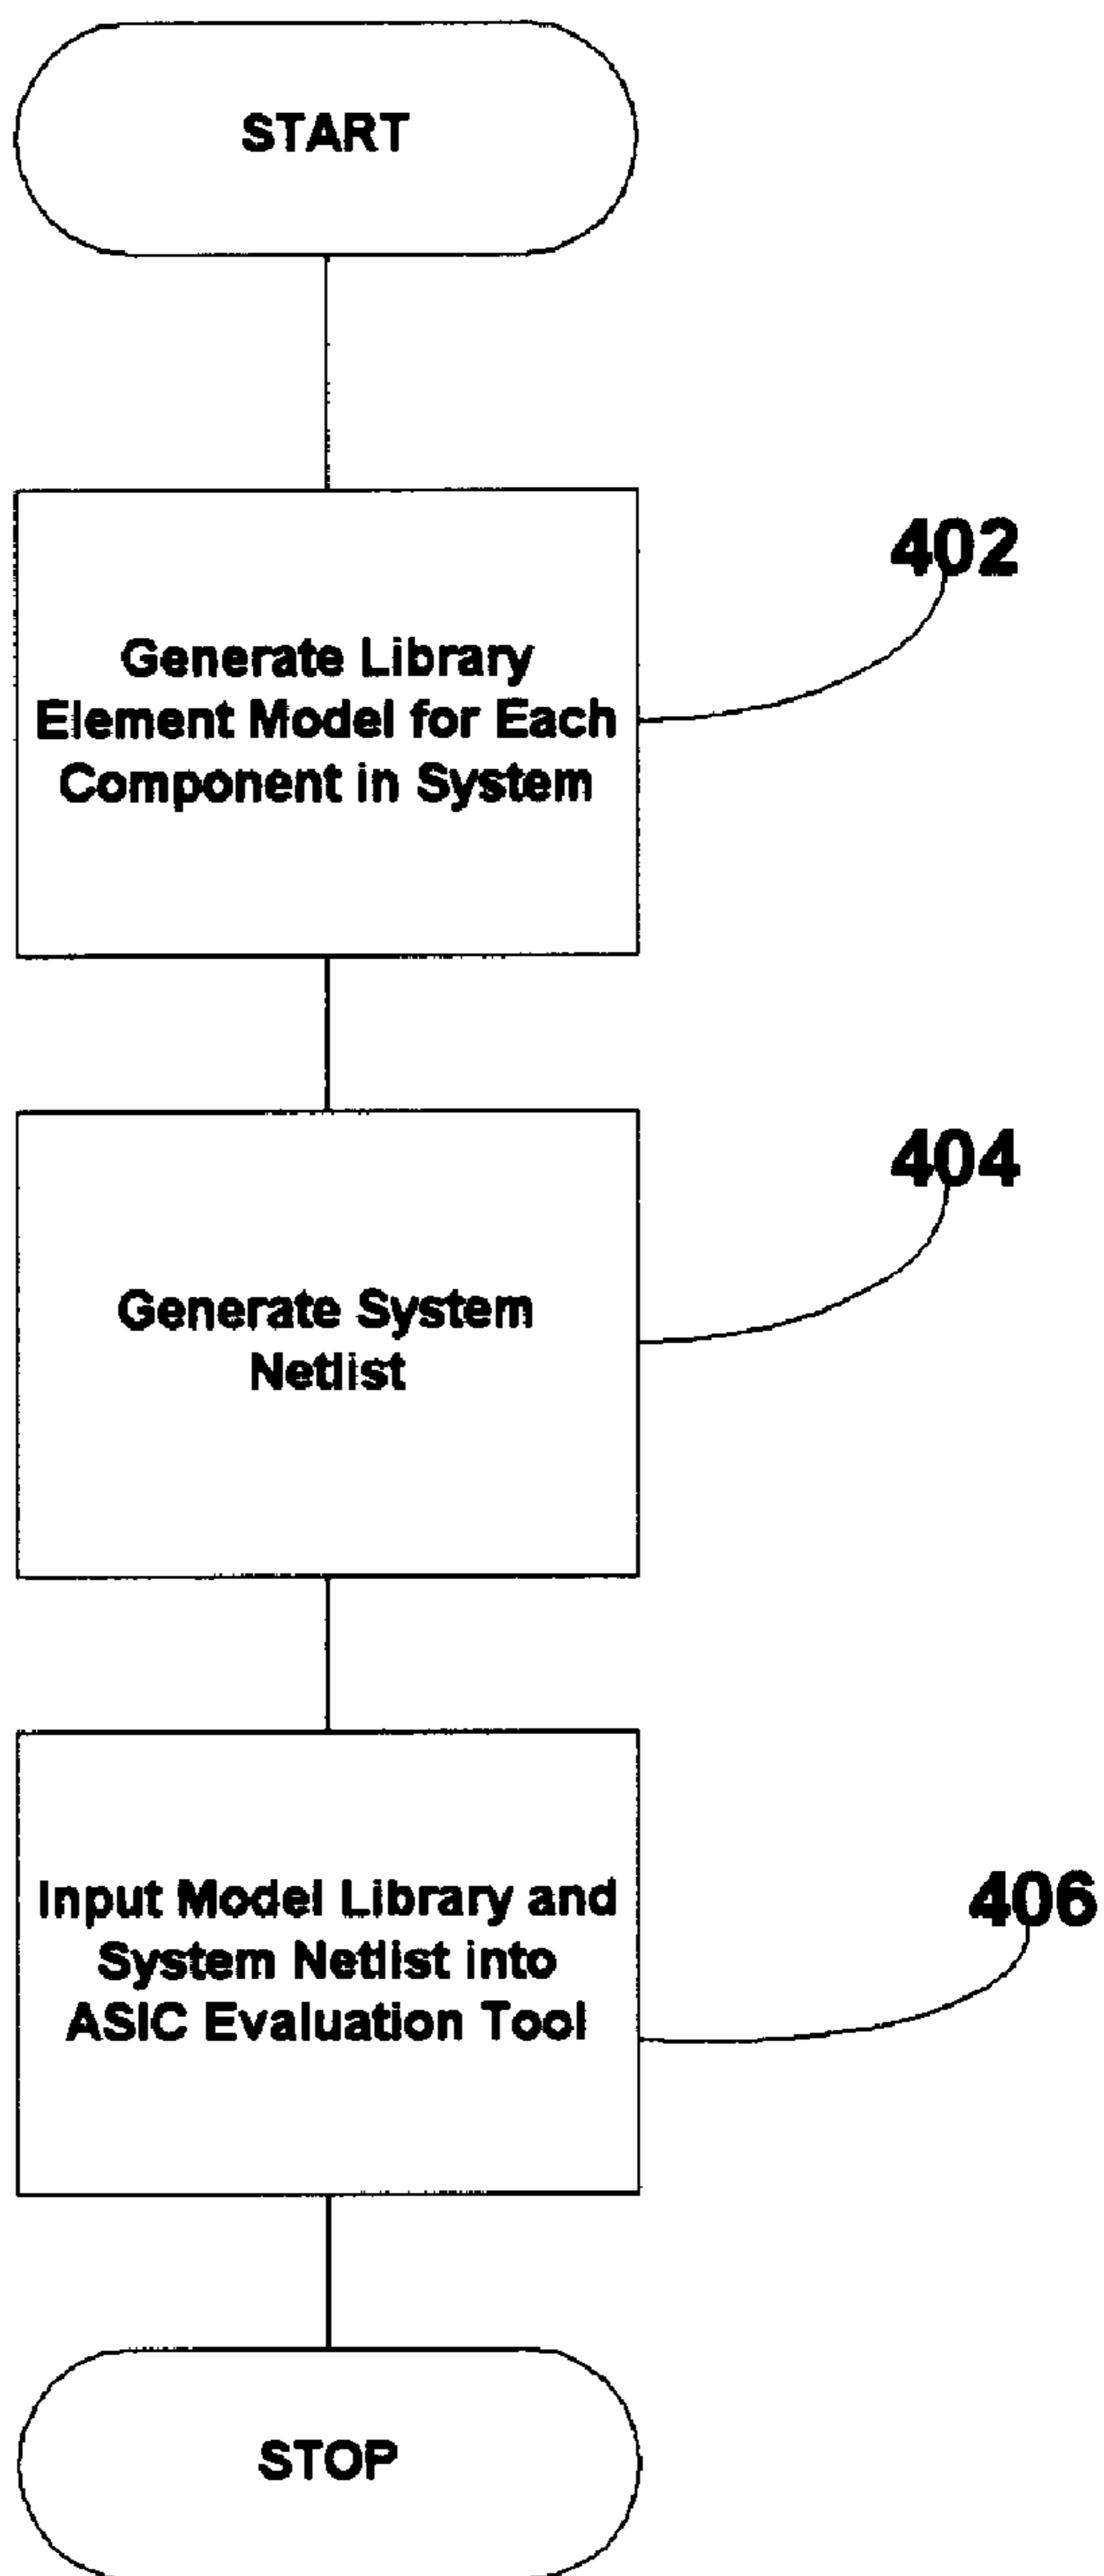 START
402
Generate Library
Element Model for Each
Component in System
404
Generate System
Netlist
406
Input Model Library and
System Netlist into
ASIC Evaluation Tool
STOP